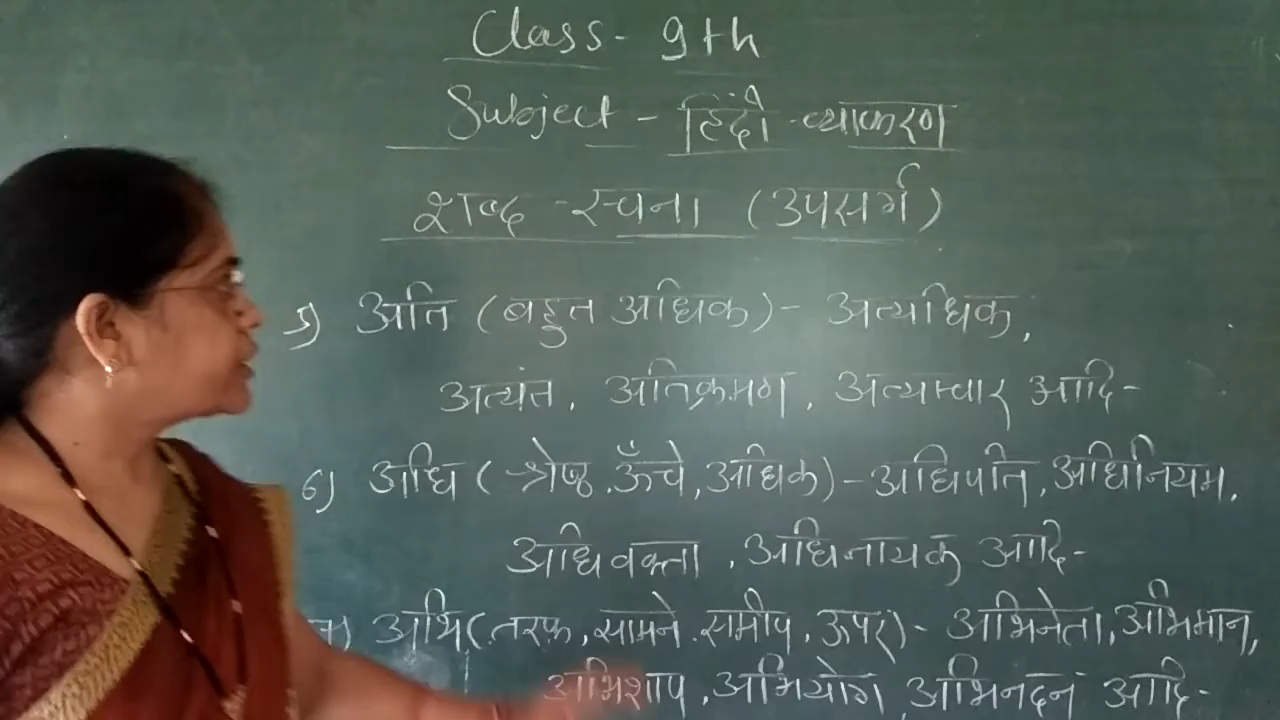 Class - 9th
Subject - हिंदी व्याकरण
शब्द - रचना (उपसर्ग)
5) अति (बहुत अधिक) - अत्यधिक,
अत्यंत, अतिक्रमण, अत्याचार आदि -
6) अधि (श्रेष्ठ, ऊँचे, अधिक) - अधिपति, अधिनियम,
अधिवक्ता, अधिनायक आदि -
अभि (तरफ, सामने, समीप, ऊपर) - अभिनेता, अभिमान,
अभिशाप, अभियोग, अभिनदनं आदि -